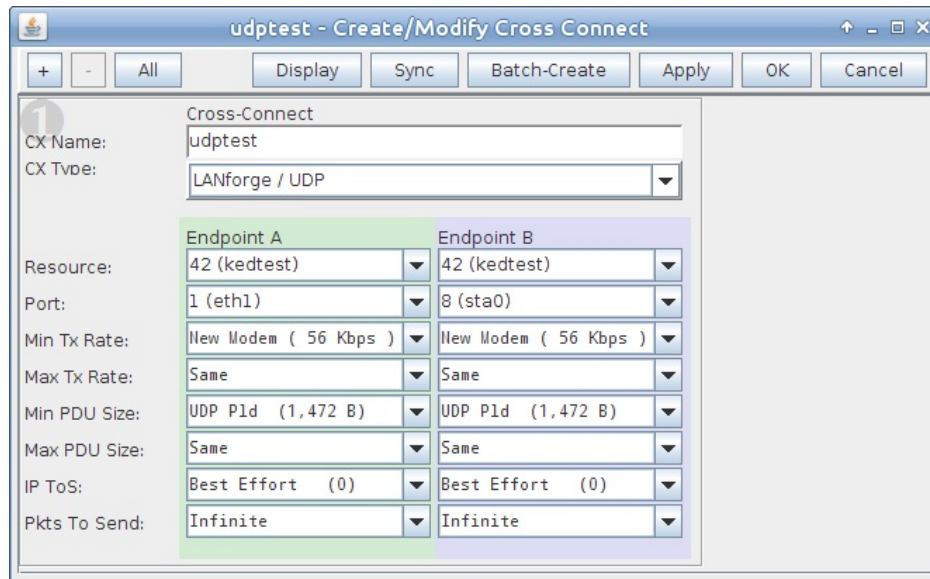 udptest - Create/Modify Cross Connect
+ - All Display Sync Batch-Create Apply OK Cancel
1
Cross-Connect
CX Name: udptest
CX Type: LANforge / UDP
Endpoint A Endpoint B
Resource: 42 (kedtest) 42 (kedtest)
Port: 1 (eth1) 8 (sta0)
Min Tx Rate: New Modem ( 56 Kbps ) New Modem ( 56 Kbps )
Max Tx Rate: Same Same
Min PDU Size: UDP Pld (1,472 B) UDP Pld (1,472 B)
Max PDU Size: Same Same
IP ToS: Best Effort (0) Best Effort (0)
Pkts To Send: Infinite Infinite